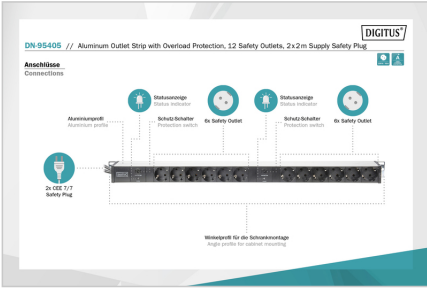 DIGITUS®
DN-95405 // Aluminum Outlet Strip with Overload Protection, 12 Safety Outlets, 2x2m Supply Safety Plug
Anschlüsse
Connections
Statusanzeige
Status indicator
6x Safety Outlet
Statusanzeige
Status indicator
6x Safety Outlet
Aluminiumprofil
Aluminium profile
Schutz-Schalter
Protection switch
Schutz-Schalter
Protection switch
2x CEE 7/7
Safety Plug
Winkelprofil für die Schrankmontage
Angle profile for cabinet mounting